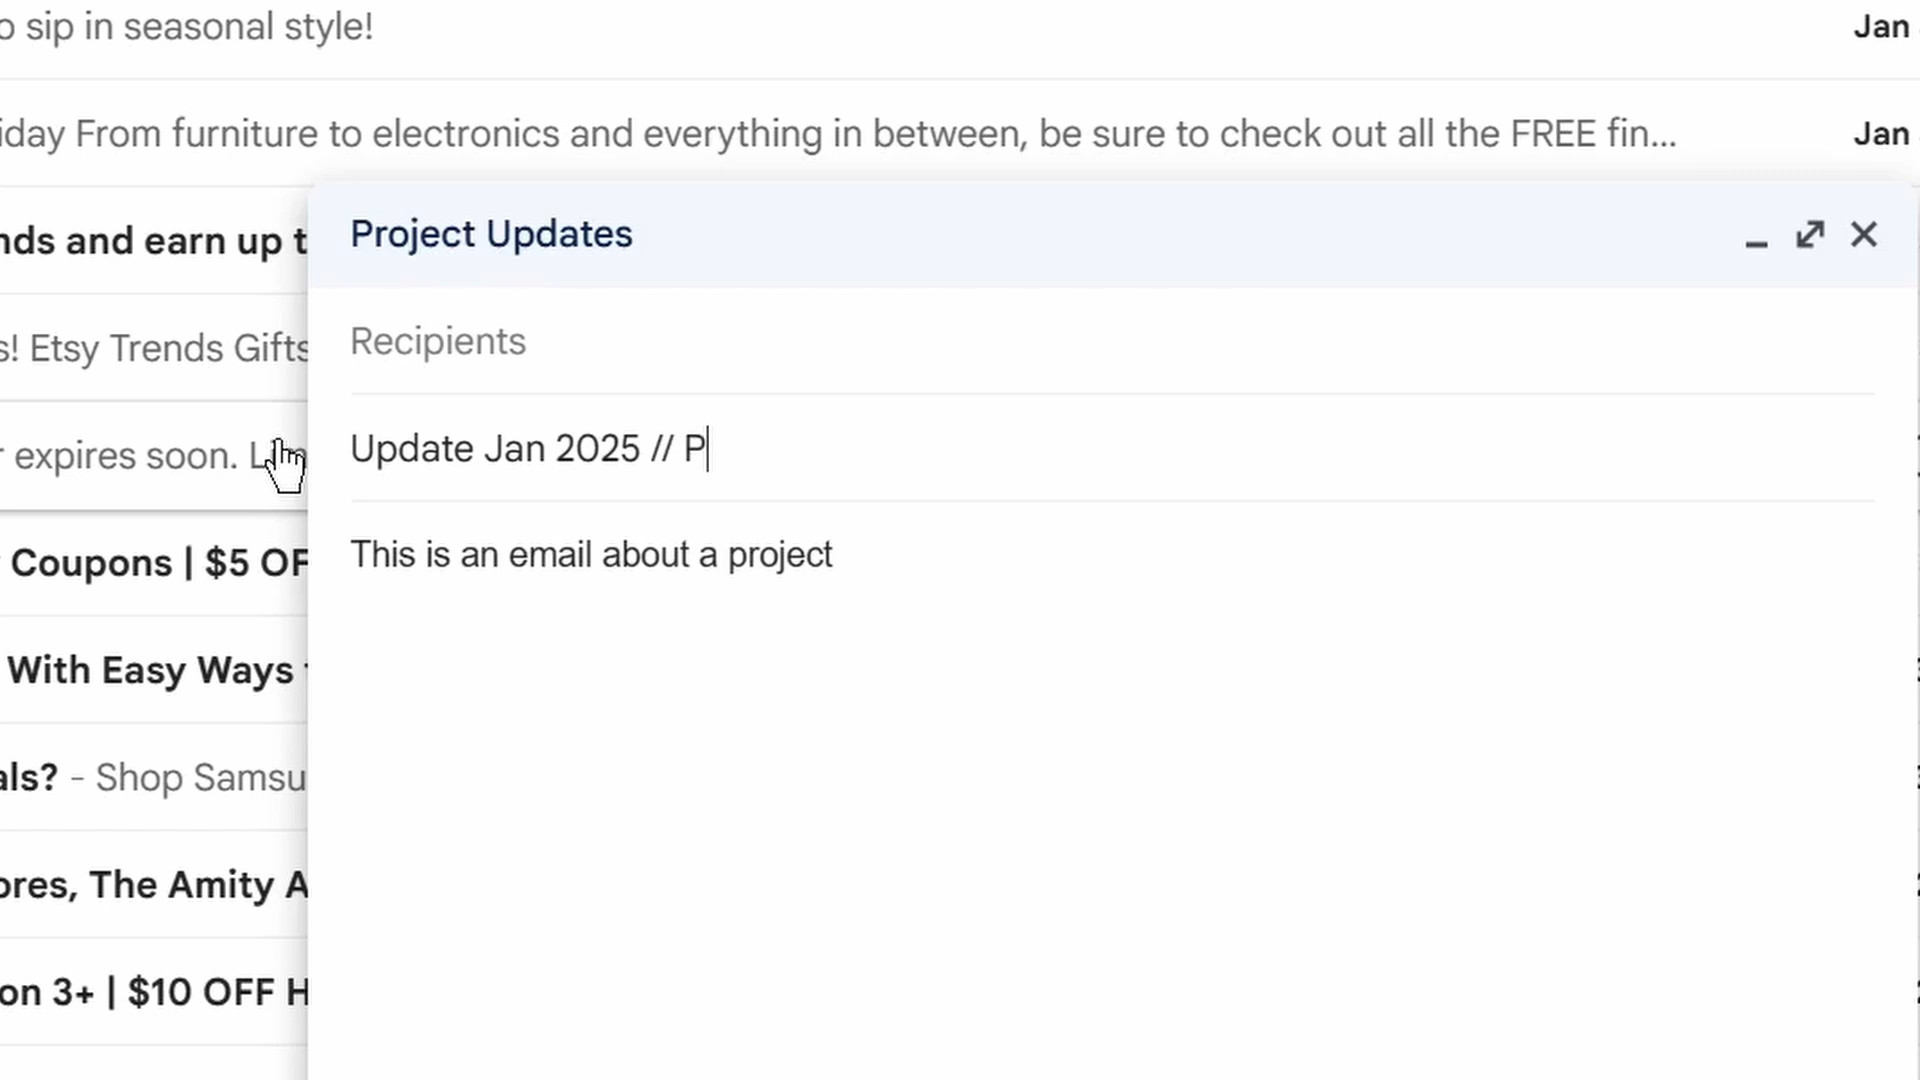 o sip in seasonal style!
Jan
iday From furniture to electronics and everything in between, be sure to check out all the FREE fin...
Jan
nds and earn up t
Project Updates
s! Etsy Trends Gifts
Recipients
r expires soon. L
Update Jan 2025 // P
Coupons | $5 OF
This is an email about a project
With Easy Ways
als? - Shop Samsu
ores, The Amity A
on 3+ | $10 OFF H